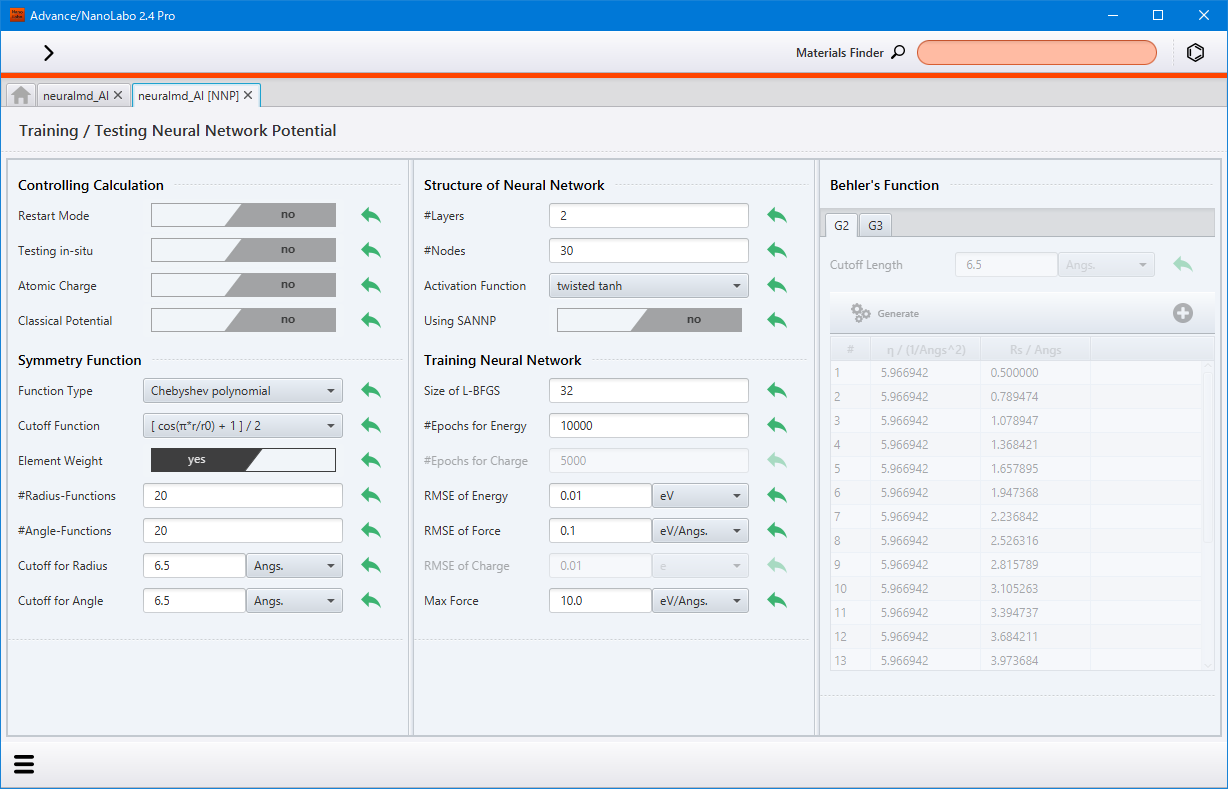 Advance/NanoLabo 2.4 Pro
Materials Finder
neuralmd_Al
neuralmd_Al [NNP]
Training / Testing Neural Network Potential
Controlling Calculation
Restart Mode no
Testing in-situ no
Atomic Charge no
Classical Potential no
Symmetry Function
Function Type Chebyshev polynomial
Cutoff Function [ cos(π*r/r0) + 1 ] / 2
Element Weight yes
#Radius-Functions 20
#Angle-Functions 20
Cutoff for Radius 6.5 Angs.
Cutoff for Angle 6.5 Angs.
Structure of Neural Network
#Layers 2
#Nodes 30
Activation Function twisted tanh
Using SANNP no
Training Neural Network
Size of L-BFGS 32
#Epochs for Energy 10000
#Epochs for Charge 5000
RMSE of Energy 0.01 eV
RMSE of Force 0.1 eV/Angs.
RMSE of Charge 0.01 e
Max Force 10.0 eV/Angs.
Behler's Function
G2 G3
Cutoff Length 6.5 Angs.
Generate
# η / (1/Angs^2) Rs / Angs
1 5.966942 0.500000
2 5.966942 0.789474
3 5.966942 1.078947
4 5.966942 1.368421
5 5.966942 1.657895
6 5.966942 1.947368
7 5.966942 2.236842
8 5.966942 2.526316
9 5.966942 2.815789
10 5.966942 3.105263
11 5.966942 3.394737
12 5.966942 3.684211
13 5.966942 3.973684